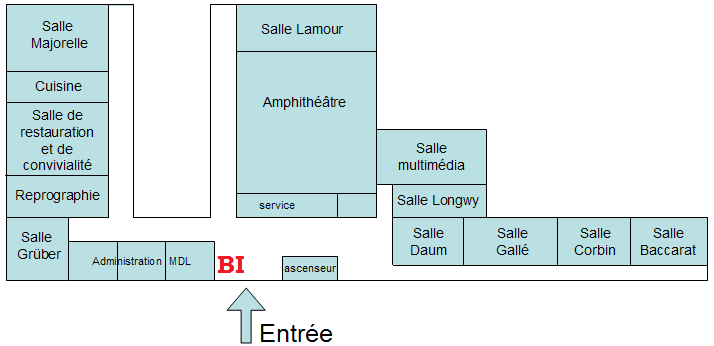 Salle
Majorelle
Cuisine
Salle de
restauration
et de
convivialité
Reprographie
Salle
Grüber
Administration
MDL
BI
Salle Lamour
Amphithéâtre
service
ascenseur
Salle
multimédia
Salle Longwy
Salle
Daum
Salle
Gallé
Salle
Corbin
Salle
Baccarat
Entrée